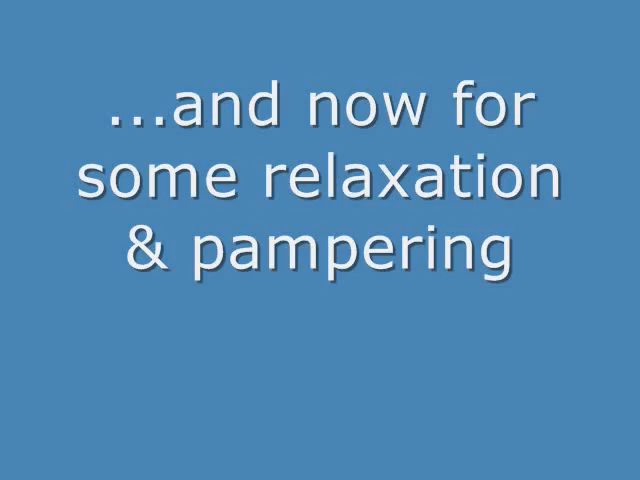 ...and now for
some relaxation
& pampering